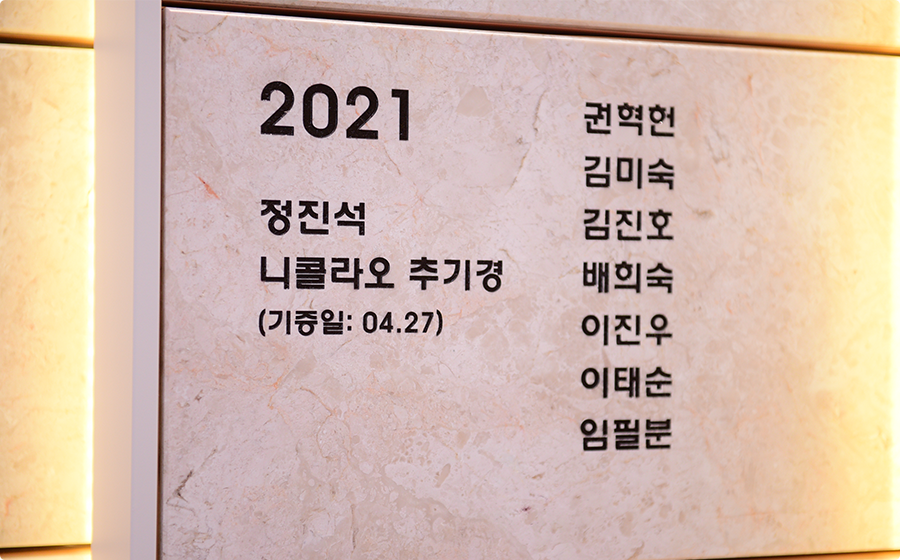 2021
정진석
니콜라오 추기경
(기증일: 04.27)
권혁헌
김미숙
김진호
배희숙
이진우
이태순
임필분